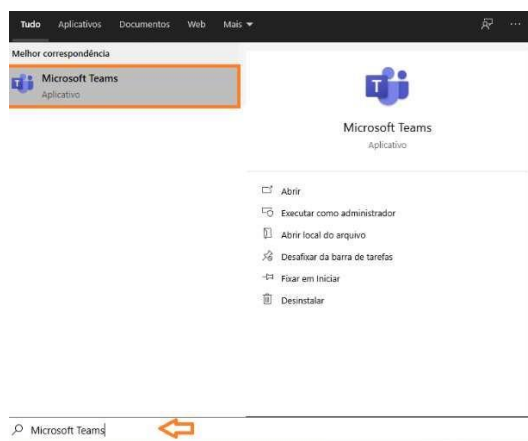 Tudo Aplicativos Documentos Web Mais
Melhor correspondência
Microsoft Teams
Aplicativo
Microsoft Teams
Aplicativo
Abrir
Executar como administrador
Abrir local do arquivo
Desafixar da barra de tarefas
Fixar em Iniciar
Desinstalar
Microsoft Teams